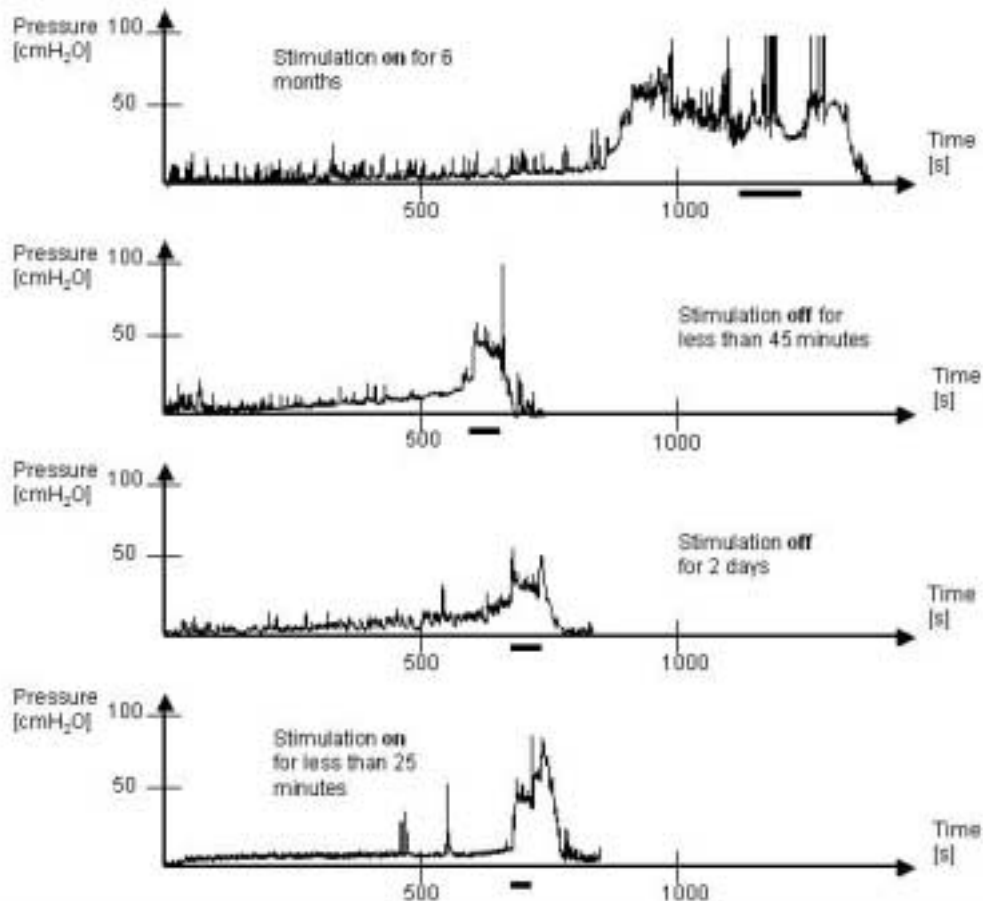 Pressure
[cmH₂O]
100
50
Stimulation on for 6
months
Time
[s]
500
1000
Pressure
[cmH₂O]
100
50
Stimulation off for
less than 45 minutes
Time
[s]
500
1000
Pressure
[cmH₂O]
100
50
Stimulation off
for 2 days
Time
[s]
500
1000
Pressure
[cmH₂O]
100
50
Stimulation on
for less than 25
minutes
Time
[s]
500
1000